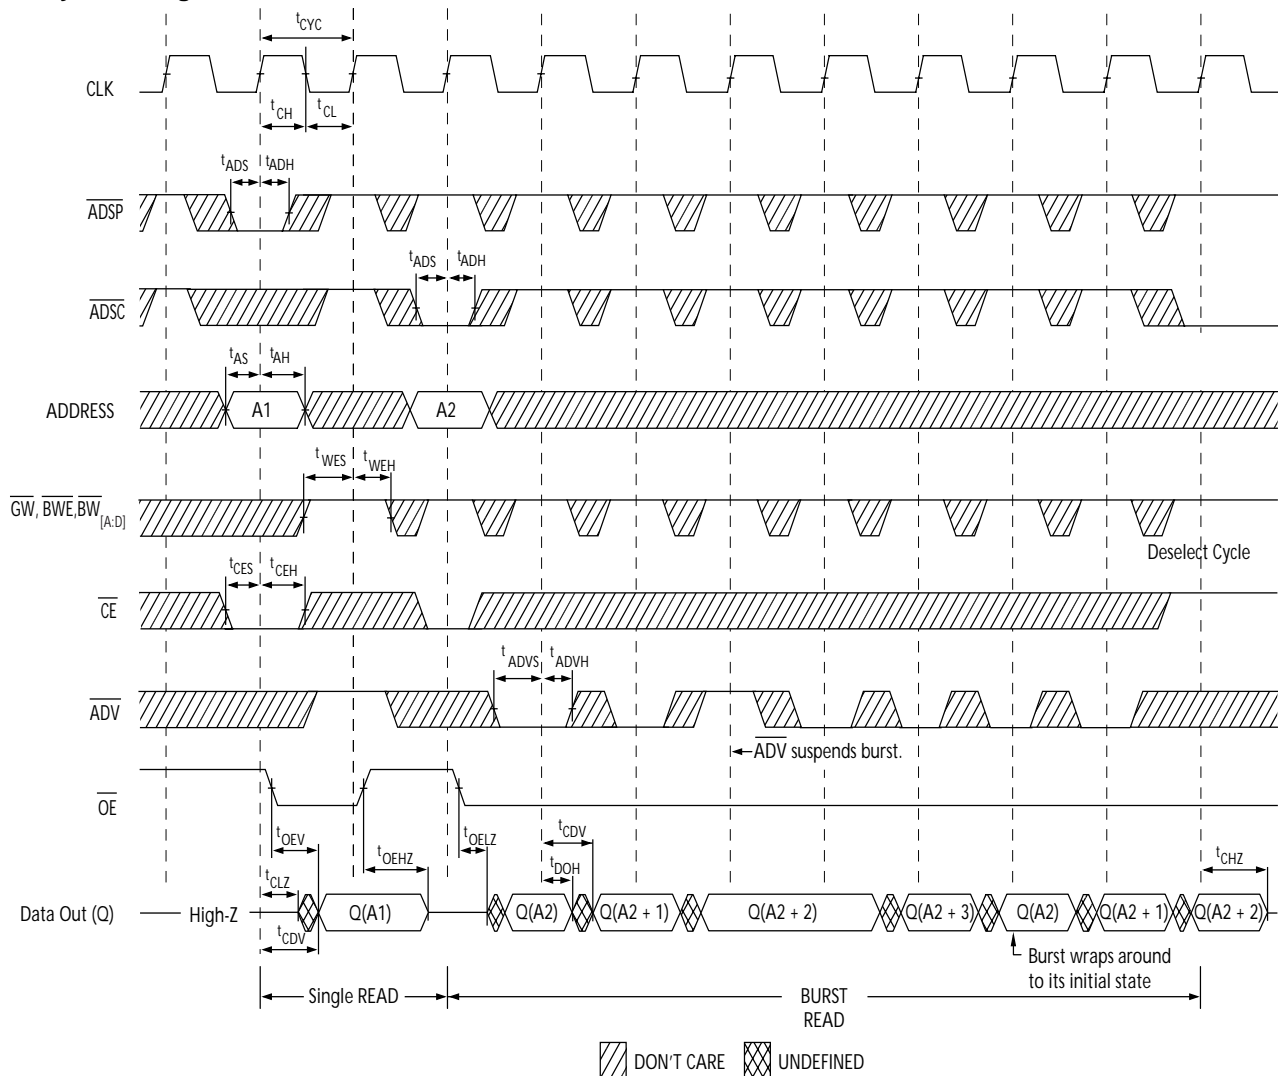 tCYC
CLK
tCH
tCL
tADS
tADH
ADSP
tADS
tADH
ADSC
tAS
tAH
ADDRESS
A1
A2
tWES
tWEH
GW, BWE,BW[A:D]
Deselect Cycle
tCES
tCEH
CE
tADVS
tADVH
ADV
ADV suspends burst.
OE
tOEV
tOEHZ
tOELZ
tCDV
tDOH
tCLZ
tCHZ
Data Out (Q)
High-Z
Q(A1)
Q(A2)
Q(A2 + 1)
Q(A2 + 2)
Q(A2 + 3)
Q(A2)
Q(A2 + 1)
Q(A2 + 2)
tCDV
Burst wraps around
to its initial state
Single READ
BURST
READ
DON'T CARE
UNDEFINED